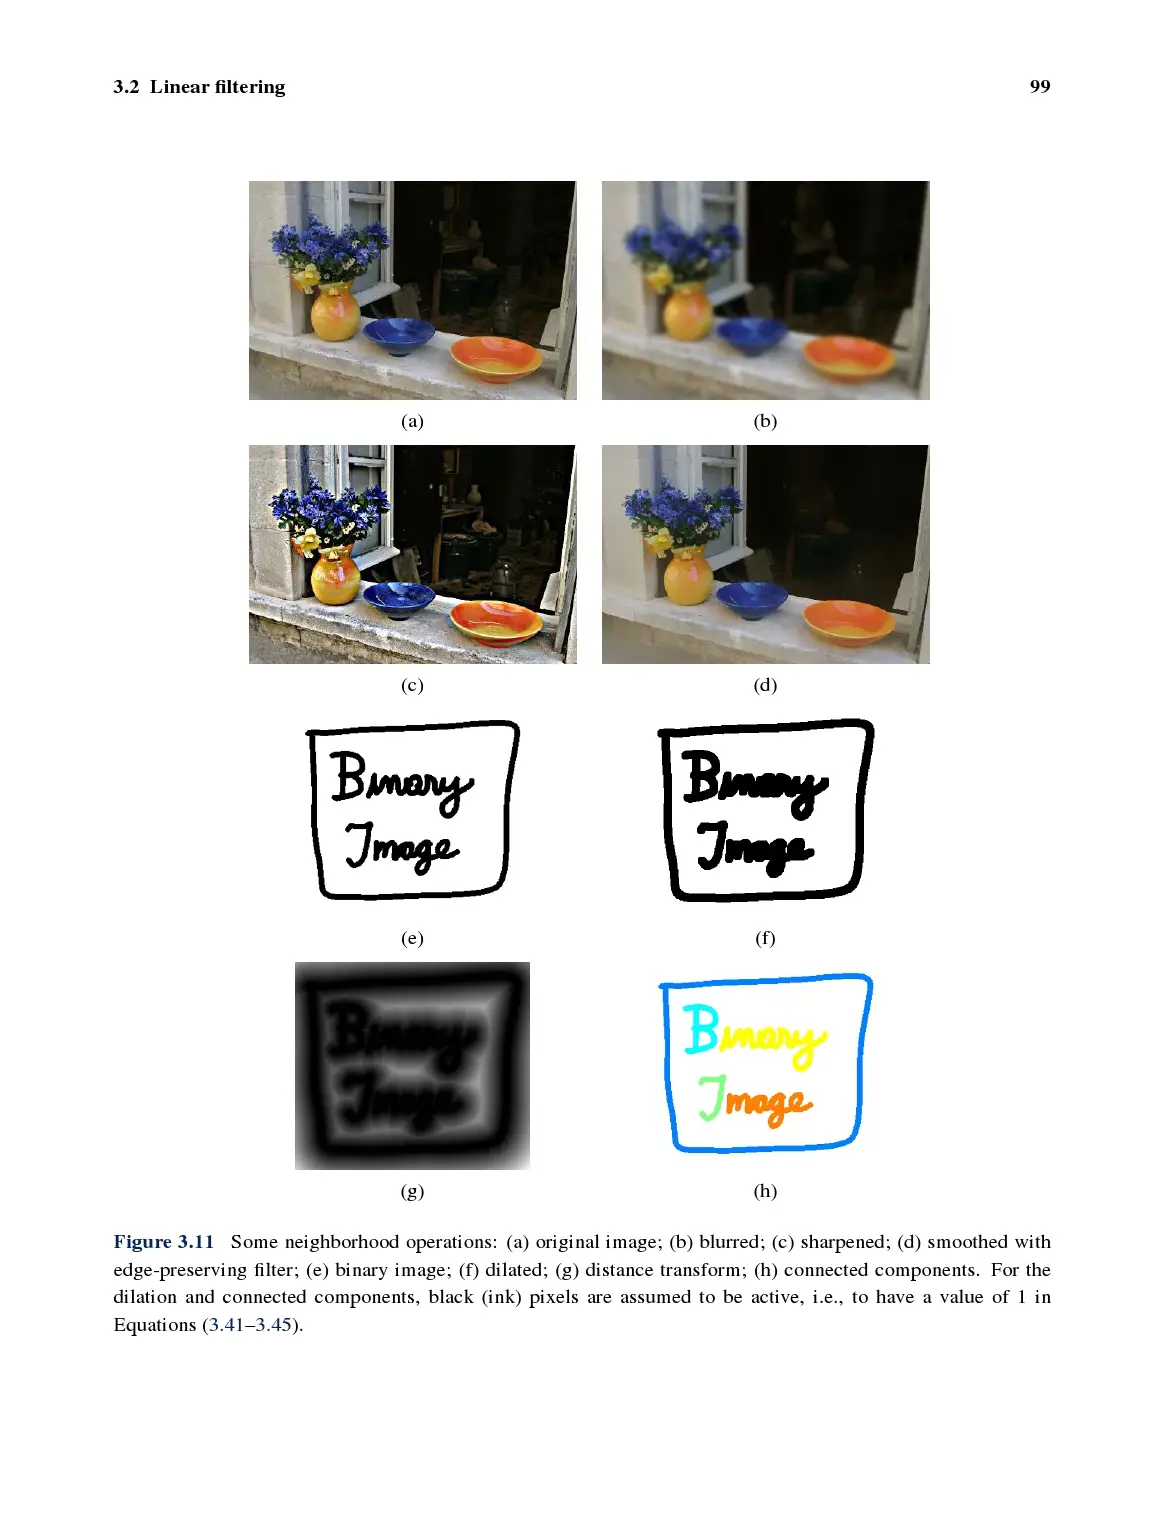 3.2 Linear filtering 99
(a) (b)
(c) (d)
Binary Binary
Image Image
(e) (f)
Binary Binary
Image Image
(g) (h)
Figure 3.11 Some neighborhood operations: (a) original image; (b) blurred; (c) sharpened; (d) smoothed with
edge-preserving filter; (e) binary image; (f) dilated; (g) distance transform; (h) connected components. For the
dilation and connected components, black (ink) pixels are assumed to be active, i.e., to have a value of 1 in
Equations (3.41–3.45).